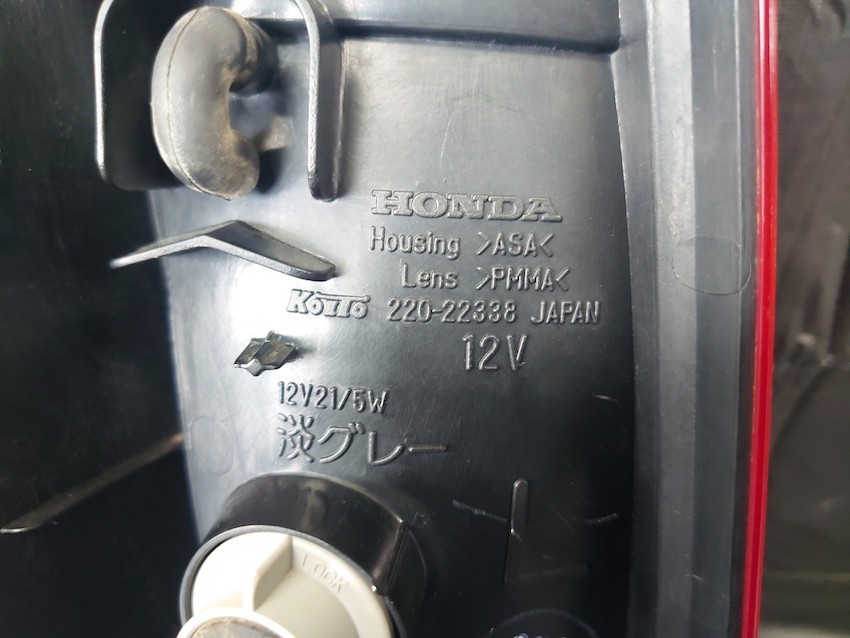 HONDA
Housing >ASA<
Lens >PMMA<
KOITO 220-22338 JAPAN
12V
12V21/5W
淡グレー
LOCK